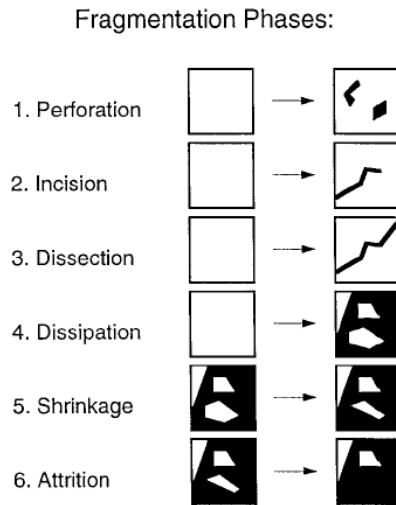 Fragmentation Phases:
1. Perforation
2. Incision
3. Dissection
4. Dissipation
5. Shrinkage
6. Attrition